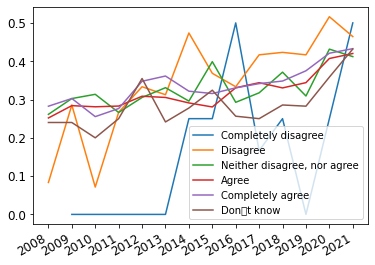 0.5
0.4
0.3
0.2
0.1
0.0
Completely disagree
Disagree
Neither disagree, nor agree
Agree
Completely agree
Don▯t know
2008 2009 2010 2011 2012 2013 2014 2015 2016 2017 2018 2019 2020 2021